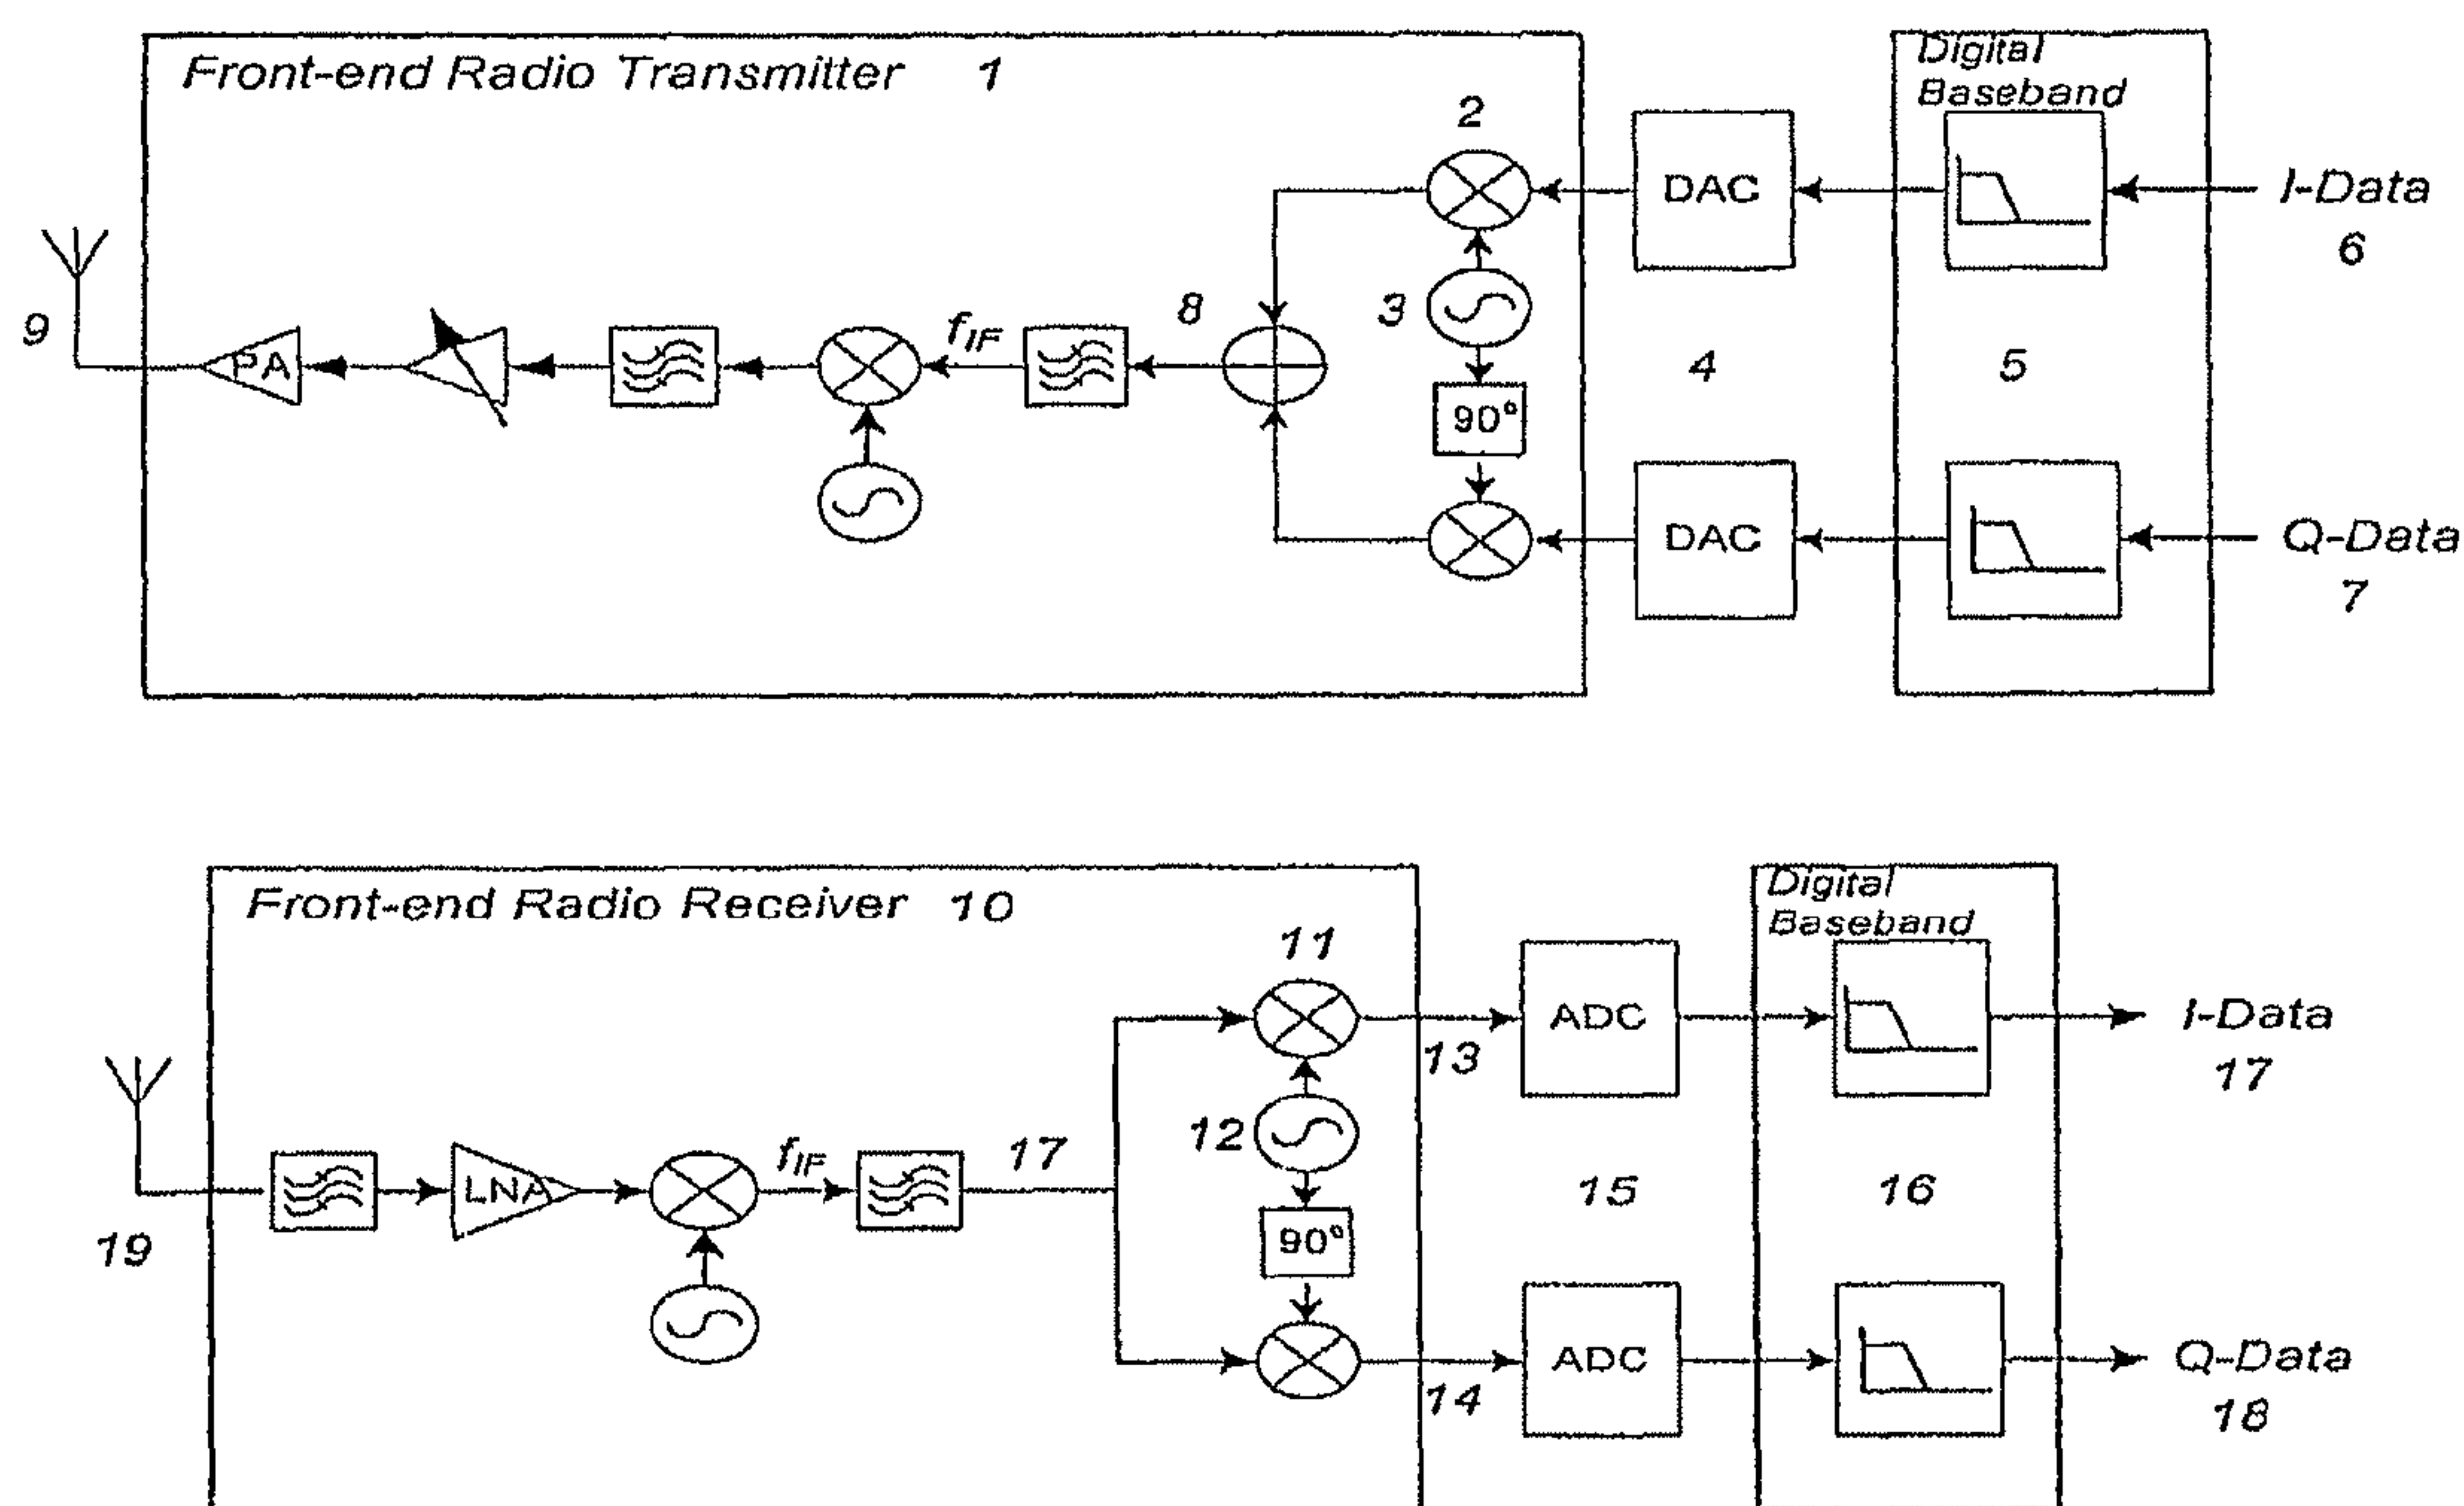 Front-end Radio Transmitter 1
Digital
Baseband
2
DAC
I-Data
6
9
PA
f_IF
8
3
90°
4
5
DAC
Q-Data
7
Front-end Radio Receiver 10
Digital
Baseband
11
ADC
I-Data
17
13
19
LNA
f_IF
17
12
90°
15
16
ADC
Q-Data
18
14